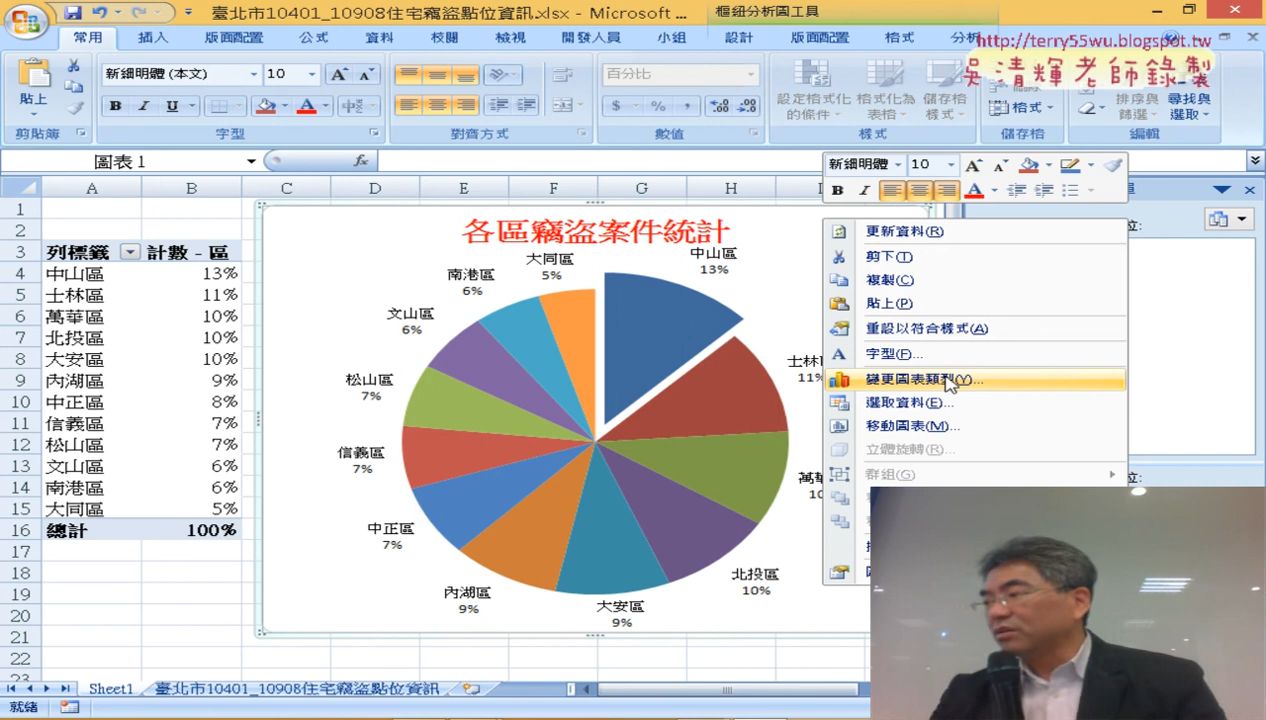 臺北市10401_10908住宅竊盜點位資訊.xlsx - Microsoft ...
樞紐分析圖工具
常用 插入 版面配置 公式 資料 校閱 檢視 開發人員 小組 設計 版面配置 格式 分析
http://terry55wu.blogspot.tw
吳清輝老師錄製
貼上
新細明體 (本文) 10
B I U
百分比
$ %
設定格式化的條件
格式化為表格
儲存格樣式
格式
排序與篩選
尋找與選取
剪貼簿 字型 對齊方式 數值 樣式 儲存格 編輯
圖表 1
fx
新細明體 10
B I
A B C D E F G H I
各區竊盜案件統計
列標籤 計數 - 區
中山區 13%
士林區 11%
萬華區 10%
北投區 10%
大安區 10%
內湖區 9%
中正區 8%
信義區 7%
松山區 7%
文山區 6%
南港區 6%
大同區 5%
總計 100%
1
2
3
4
5
6
7
8
9
10
11
12
13
14
15
16
17
18
19
20
21
22
23
中山區
13%
士林
11%
萬華
北投區
10%
大安區
9%
內湖區
9%
中正區
7%
信義區
7%
松山區
7%
文山區
6%
南港區
6%
大同區
5%
更新資料(R)
剪下(T)
複製(C)
貼上(P)
重設以符合樣式(A)
字型(F)...
變更圖表類型(Y)...
選取資料(E)...
移動圖表(M)...
立體旋轉(R)...
群組(G)
Sheet1 臺北市10401_10908住宅竊盜點位資訊
就緒